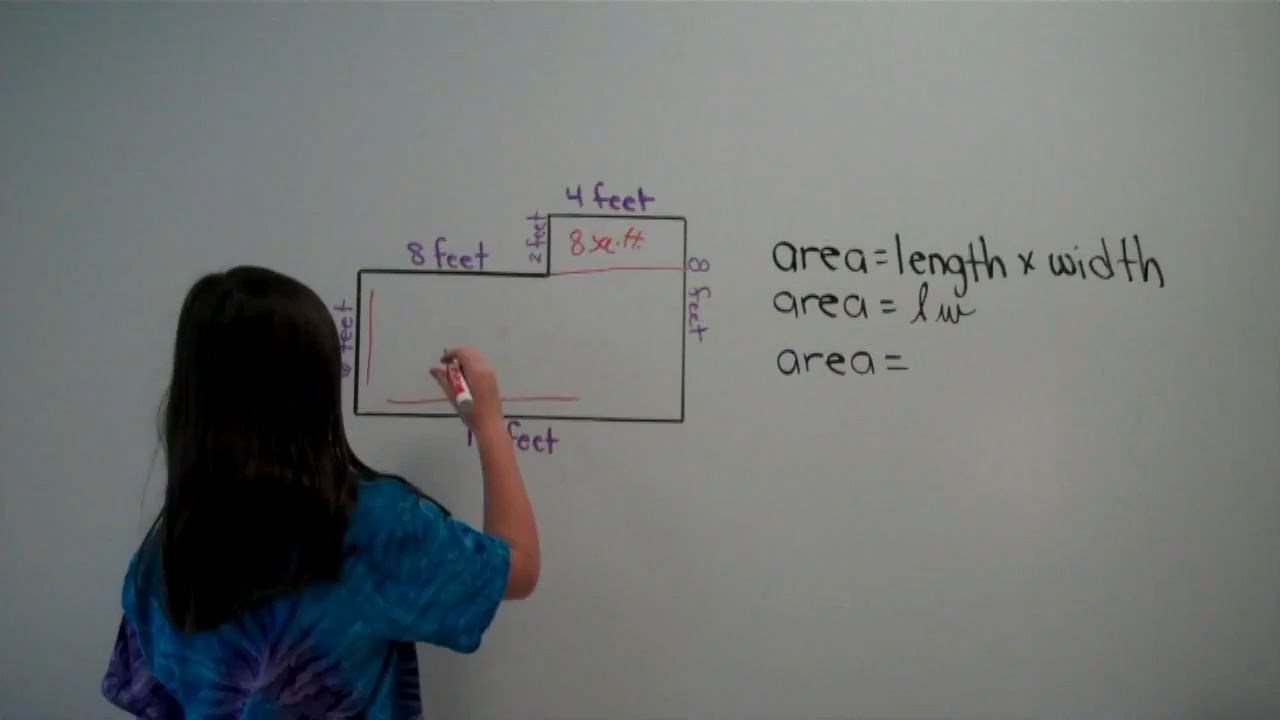 4 feet
8 feet
2 feet
8 sq. ft.
8 feet
feet
feet
area = length x width
area = lw
area =